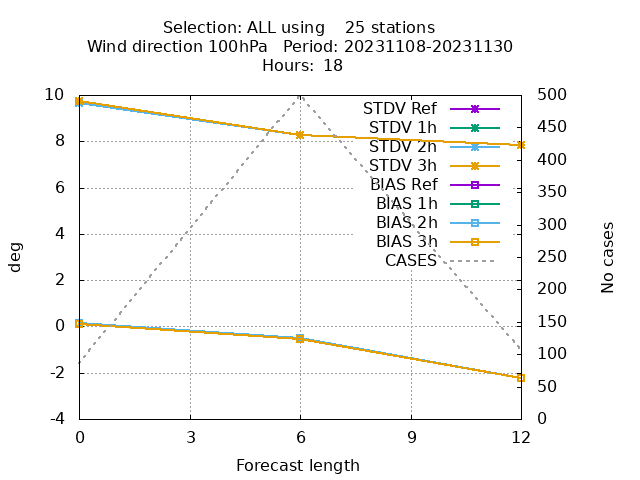 Selection: ALL using    25 stations
Wind direction 100hPa   Period: 20231108-20231130
Hours: 18
10
8
6
4
2
0
-2
-4
deg
500
450
400
350
300
250
200
150
100
50
0
No cases
STDV Ref
STDV 1h
STDV 2h
STDV 3h
BIAS Ref
BIAS 1h
BIAS 2h
BIAS 3h
CASES
0 3 6 9 12
Forecast length